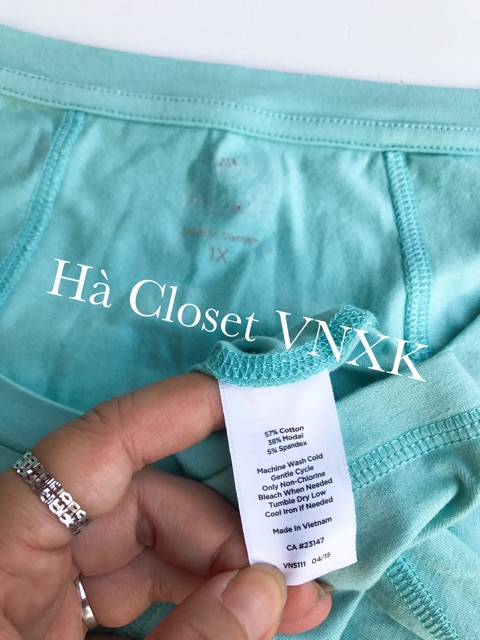 Made in Vietnam
1X
Hà Closet VNXK
57% Cotton
38% Modal
5% Spandex
Machine Wash Cold
Gentle Cycle
Only Non-Chlorine
Bleach When Needed
Tumble Dry Low
Cool Iron If Needed
Made In Vietnam
CA #23147
VN5111 04/15